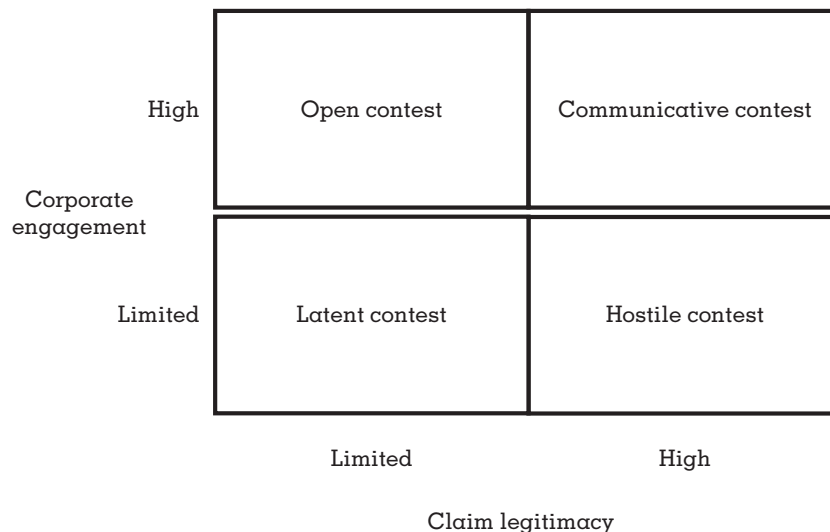 High
Open contest
Communicative contest
Corporate
engagement
Limited
Latent contest
Hostile contest
Limited
High
Claim legitimacy